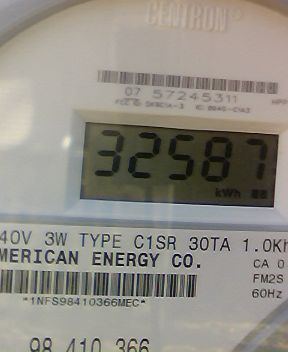 CENTRON®
07 57245311
32587
kWh
40V 3W TYPE C1SR 30TA 1.0Kh
MERICAN ENERGY CO.
CA 0
FM2S
60Hz
*1NFS98410366MEC*
98 410 366